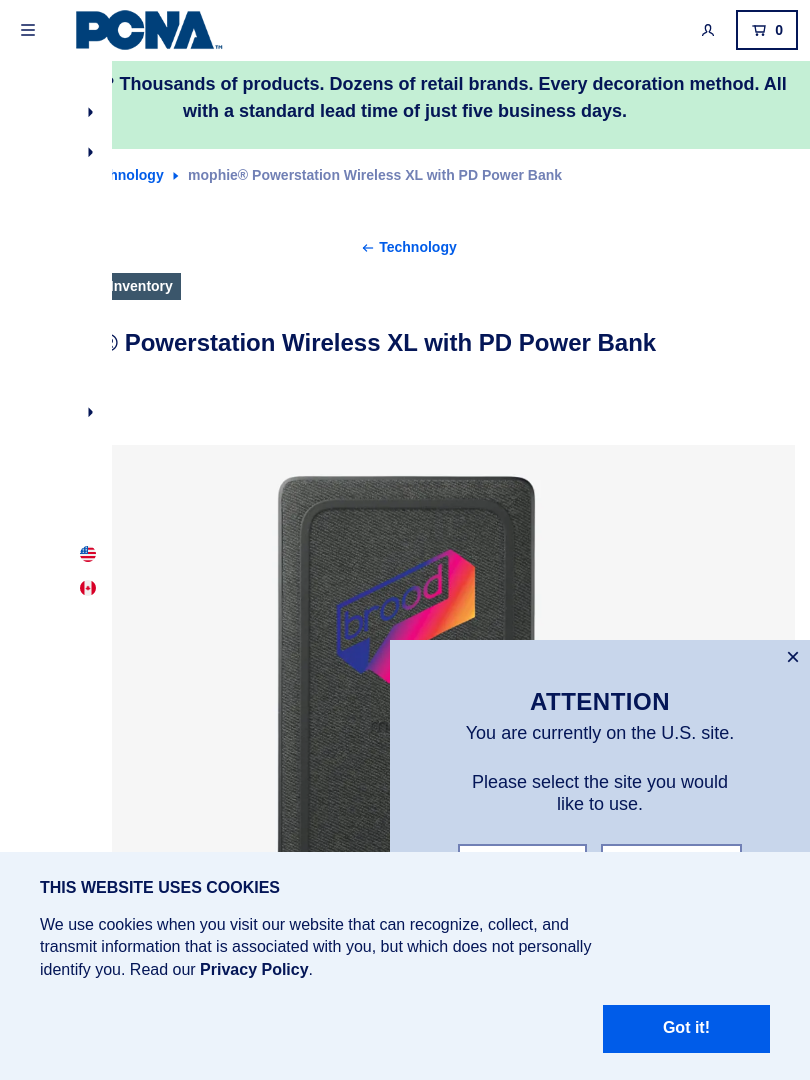 PCNA
TM
0
Thousands of products. Dozens of retail brands. Every decoration method. All
with a standard lead time of just five business days.
mophie® Powerstation Wireless XL with PD Power Bank
Technology
Inventory
® Powerstation Wireless XL with PD Power Bank
brood
ATTENTION
You are currently on the U.S. site.
Please select the site you would
like to use.
THIS WEBSITE USES COOKIES
We use cookies when you visit our website that can recognize, collect, and
transmit information that is associated with you, but which does not personally
identify you. Read our Privacy Policy.
Got it!